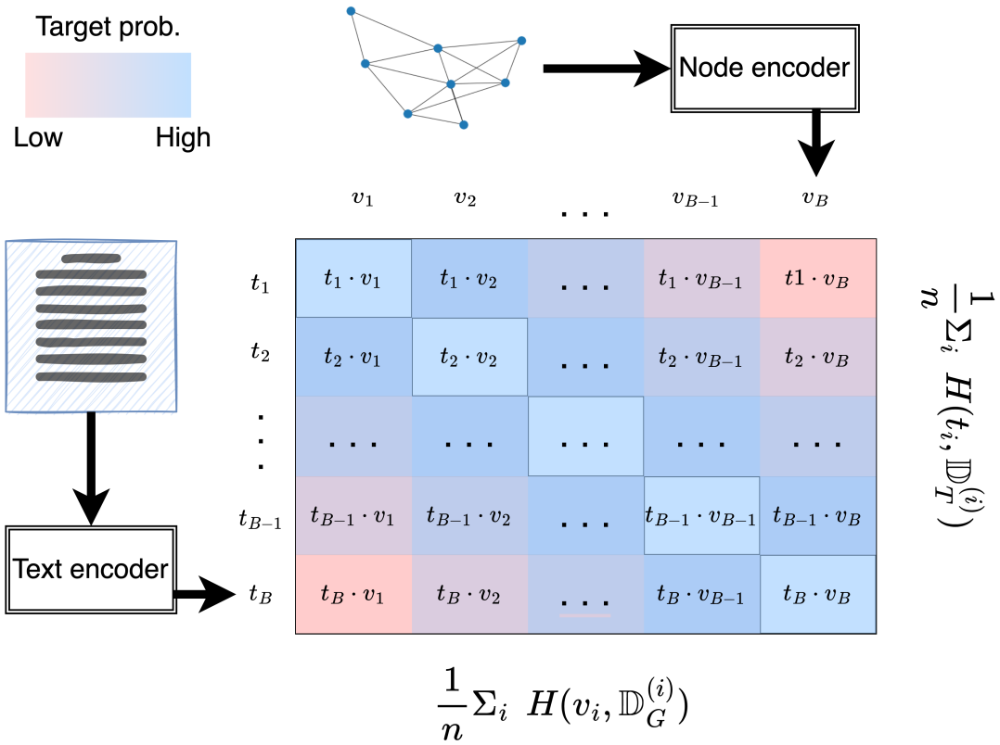 Target prob.
Low High
Node encoder
v_1 v_2 ... v_{B-1} v_B
t_1 t_1 · v_1 t_1 · v_2 ... t_1 · v_{B-1} t1 · v_B
t_2 t_2 · v_1 t_2 · v_2 ... t_2 · v_{B-1} t_2 · v_B
⋮ ... ... ... ... ...
t_{B-1} t_{B-1} · v_1 t_{B-1} · v_2 ... t_{B-1} · v_{B-1} t_{B-1} · v_B
t_B t_B · v_1 t_B · v_2 ... t_B · v_{B-1} t_B · v_B
Text encoder
\frac{1}{n} Σ_i H(t_i, 𝔻_T^{(i)})
\frac{1}{n} Σ_i H(v_i, 𝔻_G^{(i)})